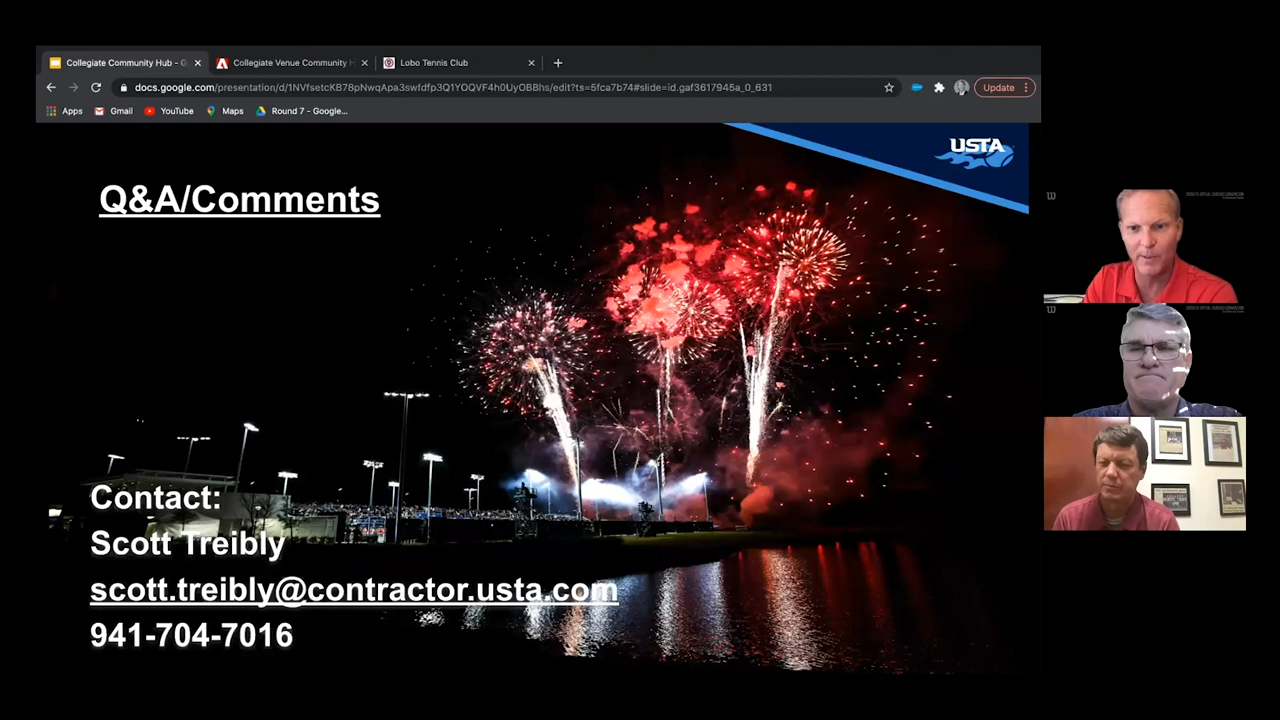 Collegiate Community Hub - G
Collegiate Venue Community H
Lobo Tennis Club
docs.google.com/presentation/d/1NVfsetcKB78pNwqApa3swfdfp3Q1YOQVF4h0UyOBBhs/edit?ts=5fca7b74#slide=id.gaf3617945a_0_631
Update
Apps
Gmail
YouTube
Maps
Round 7 - Google...
USTA
Q&A/Comments
Contact:
Scott Treibly
scott.treibly@contractor.usta.com
941-704-7016